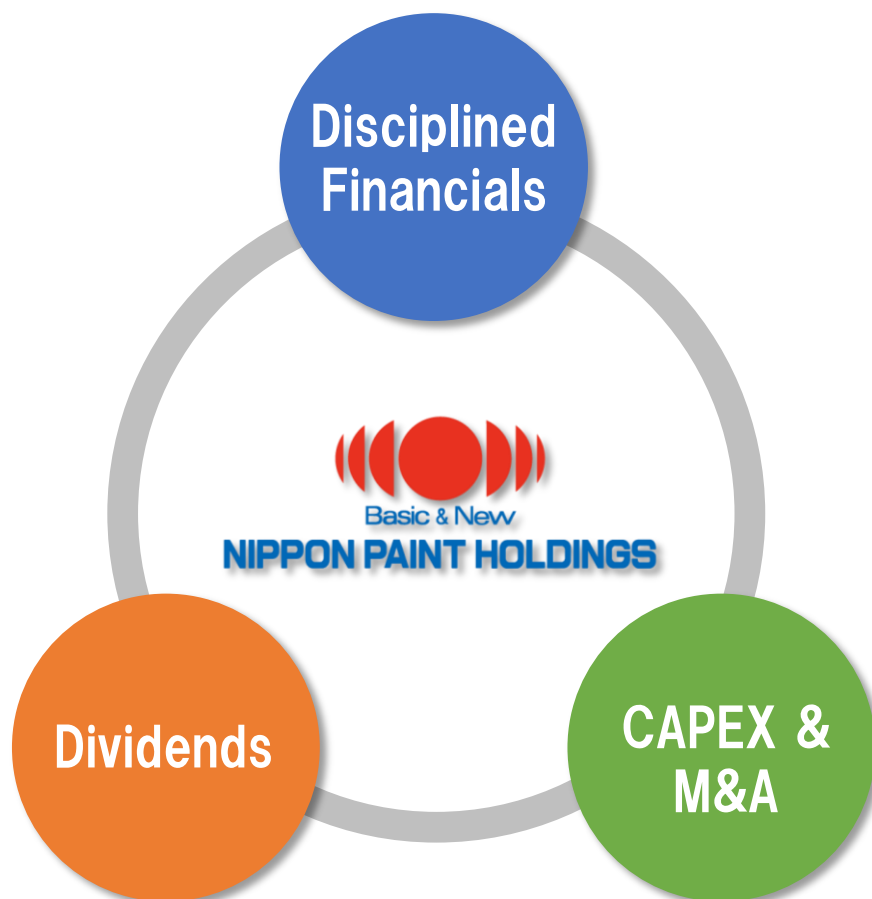 Disciplined
Financials
Basic & New
NIPPON PAINT HOLDINGS
Dividends
CAPEX &
M&A